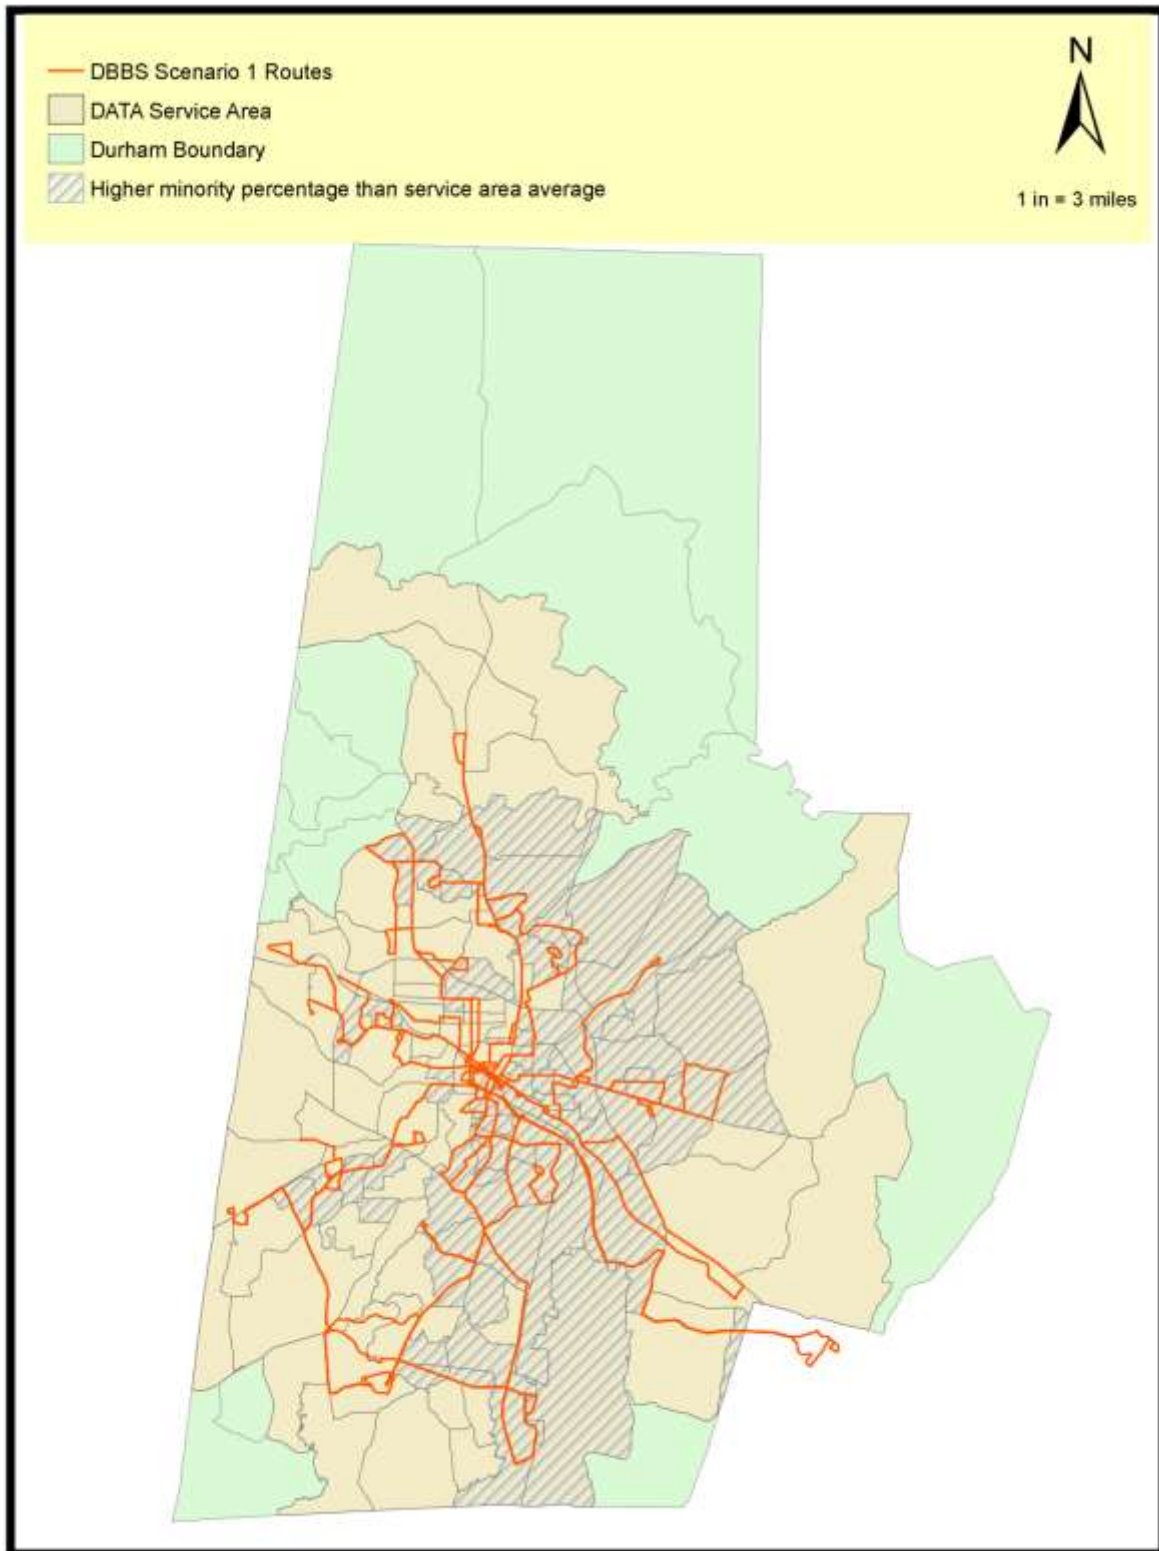 DBBS Scenario 1 Routes
DATA Service Area
Durham Boundary
Higher minority percentage than service area average
N
1 in = 3 miles